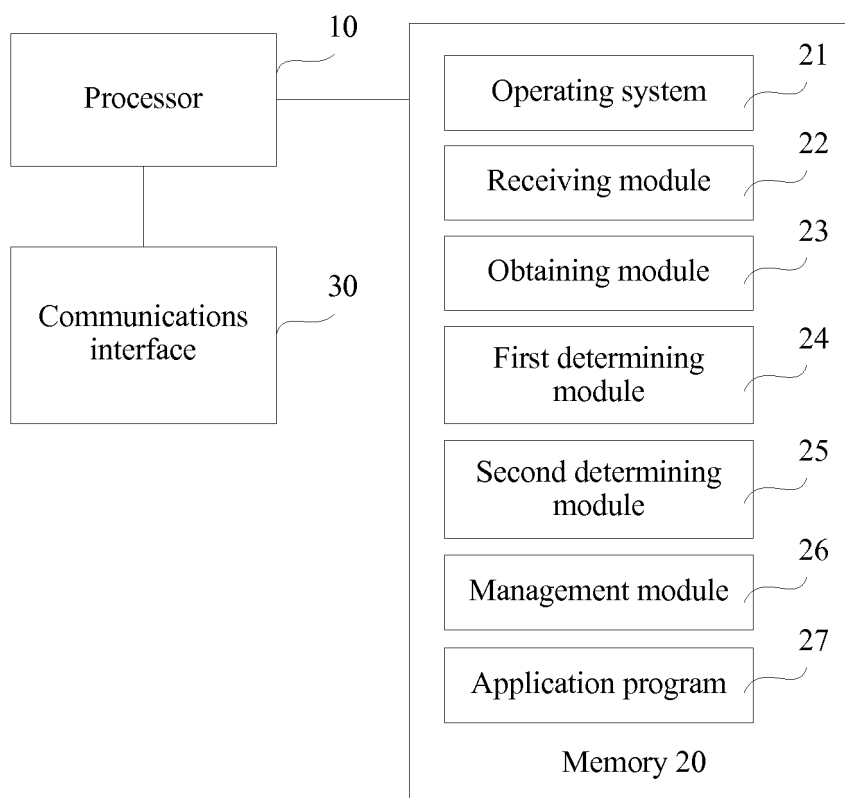 10
Processor
30
Communications
interface
21
Operating system
22
Receiving module
23
Obtaining module
24
First determining
module
25
Second determining
module
26
Management module
27
Application program
Memory 20